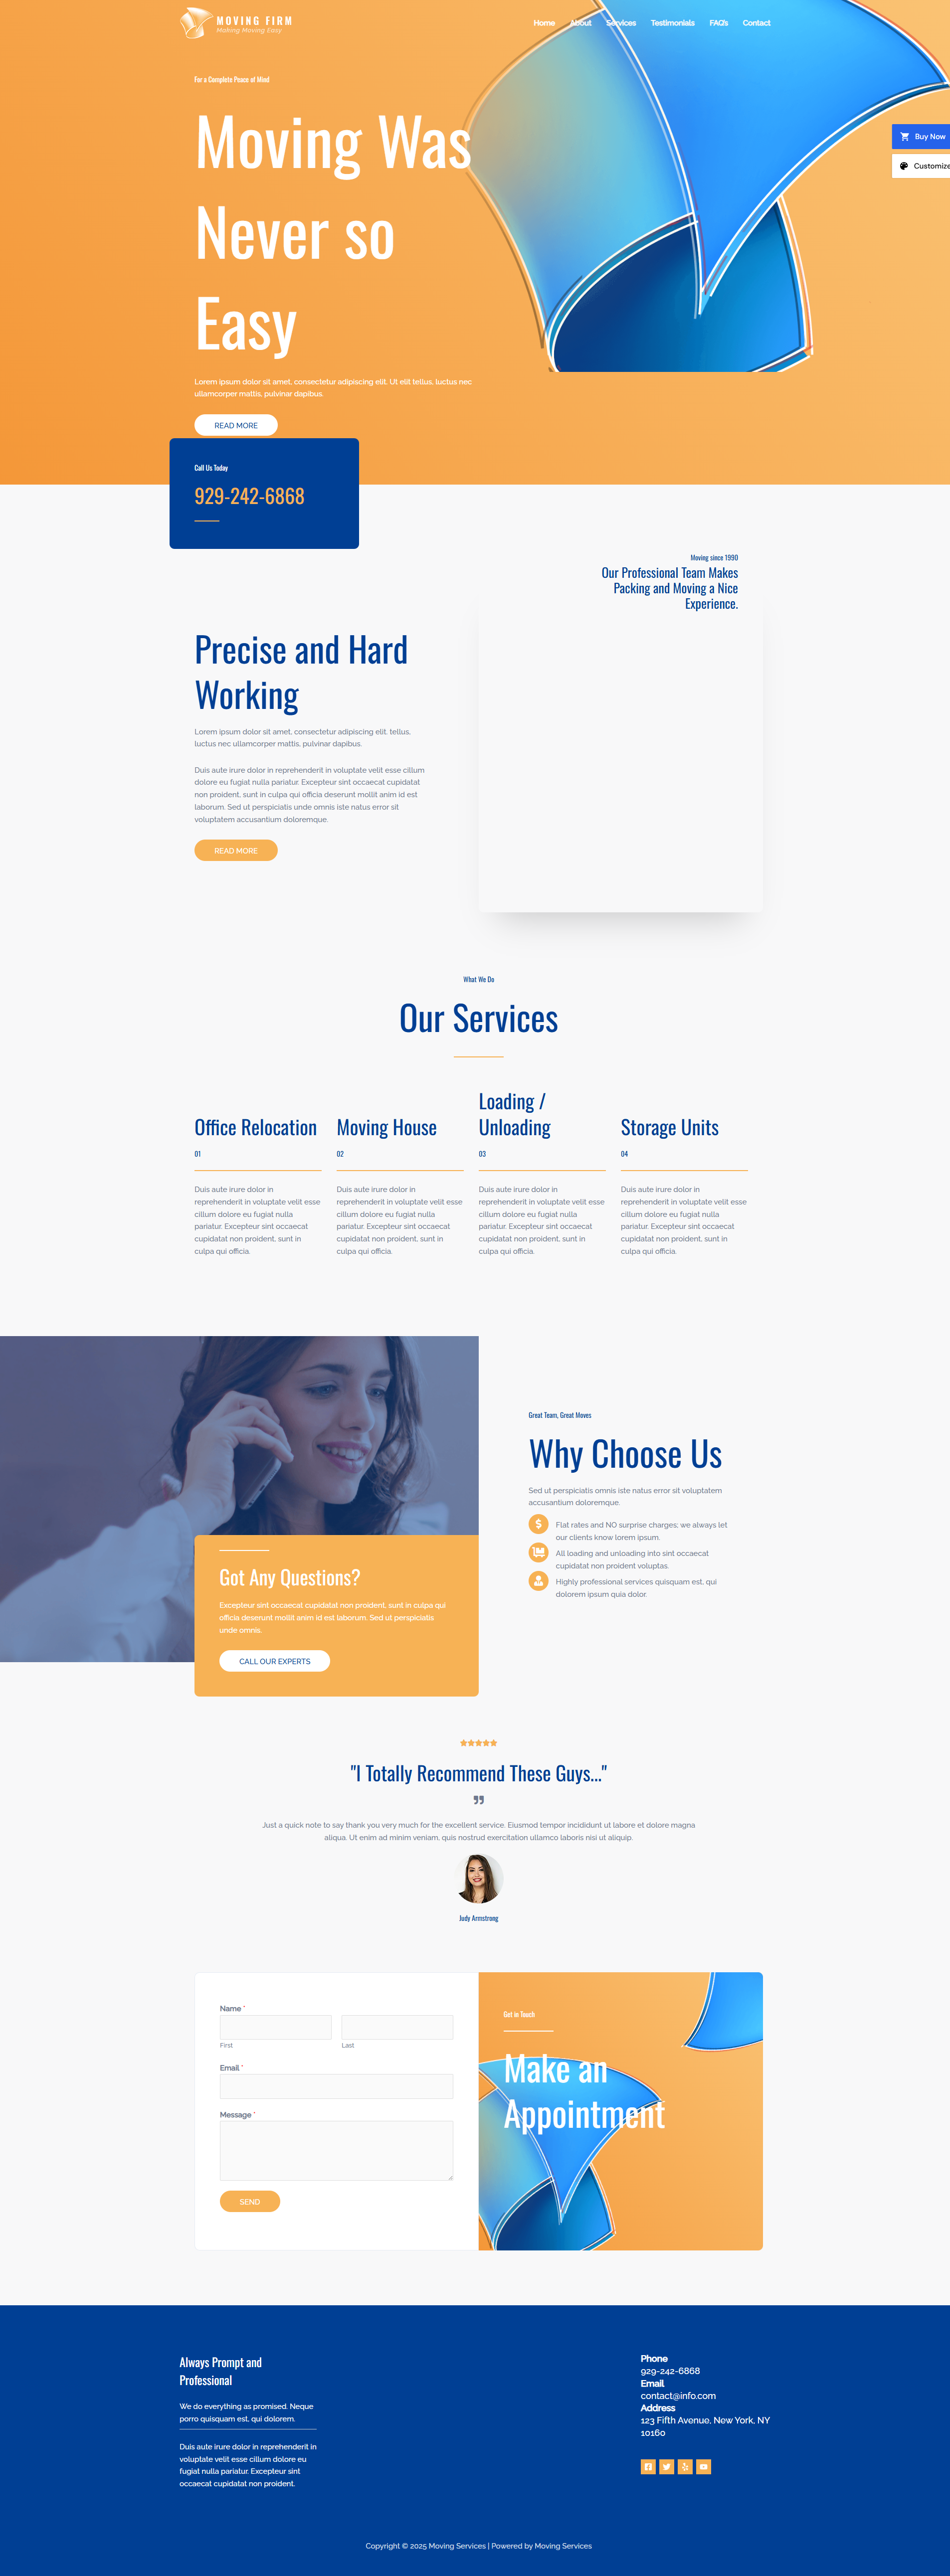 MOVING FIRM
Making Moving Easy
Home
About
Services
Testimonials
FAQ's
Contact
For a Complete Peace of Mind
Moving Was
Never so
Easy
Buy Now
Customize
Lorem ipsum dolor sit amet, consectetur adipiscing elit. Ut elit tellus, luctus nec
ullamcorper mattis, pulvinar dapibus.
READ MORE
Call Us Today
929-242-6868
Moving since 1990
Our Professional Team Makes
Packing and Moving a Nice
Experience.
Precise and Hard
Working
Lorem ipsum dolor sit amet, consectetur adipiscing elit. tellus,
luctus nec ullamcorper mattis, pulvinar dapibus.
Duis aute irure dolor in reprehenderit in voluptate velit esse cillum
dolore eu fugiat nulla pariatur. Excepteur sint occaecat cupidatat
non proident, sunt in culpa qui officia deserunt mollit anim id est
laborum. Sed ut perspiciatis unde omnis iste natus error sit
voluptatem accusantium doloremque.
READ MORE
What We Do
Our Services
Office Relocation
01
Duis aute irure dolor in
reprehenderit in voluptate velit esse
cillum dolore eu fugiat nulla
pariatur. Excepteur sint occaecat
cupidatat non proident, sunt in
culpa qui officia.
Moving House
02
Duis aute irure dolor in
reprehenderit in voluptate velit esse
cillum dolore eu fugiat nulla
pariatur. Excepteur sint occaecat
cupidatat non proident, sunt in
culpa qui officia.
Loading /
Unloading
03
Duis aute irure dolor in
reprehenderit in voluptate velit esse
cillum dolore eu fugiat nulla
pariatur. Excepteur sint occaecat
cupidatat non proident, sunt in
culpa qui officia.
Storage Units
04
Duis aute irure dolor in
reprehenderit in voluptate velit esse
cillum dolore eu fugiat nulla
pariatur. Excepteur sint occaecat
cupidatat non proident, sunt in
culpa qui officia.
Got Any Questions?
Excepteur sint occaecat cupidatat non proident, sunt in culpa qui
officia deserunt mollit anim id est laborum. Sed ut perspiciatis
unde omnis.
CALL OUR EXPERTS
Great Team, Great Moves
Why Choose Us
Sed ut perspiciatis omnis iste natus error sit voluptatem
accusantium doloremque.
Flat rates and NO surprise charges; we always let
our clients know lorem ipsum.
All loading and unloading into sint occaecat
cupidatat non proident voluptas.
Highly professional services quisquam est, qui
dolorem ipsum quia dolor.
"I Totally Recommend These Guys..."
Just a quick note to say thank you very much for the excellent service. Eiusmod tempor incididunt ut labore et dolore magna
aliqua. Ut enim ad minim veniam, quis nostrud exercitation ullamco laboris nisi ut aliquip.
Judy Armstrong
Name *
First
Last
Email *
Message *
SEND
Get in Touch
Make an
Appointment
Always Prompt and
Professional
We do everything as promised. Neque
porro quisquam est, qui dolorem.
Duis aute irure dolor in reprehenderit in
voluptate velit esse cillum dolore eu
fugiat nulla pariatur. Excepteur sint
occaecat cupidatat non proident.
Phone
929-242-6868
Email
contact@info.com
Address
123 Fifth Avenue, New York, NY
10160
Copyright © 2025 Moving Services | Powered by Moving Services